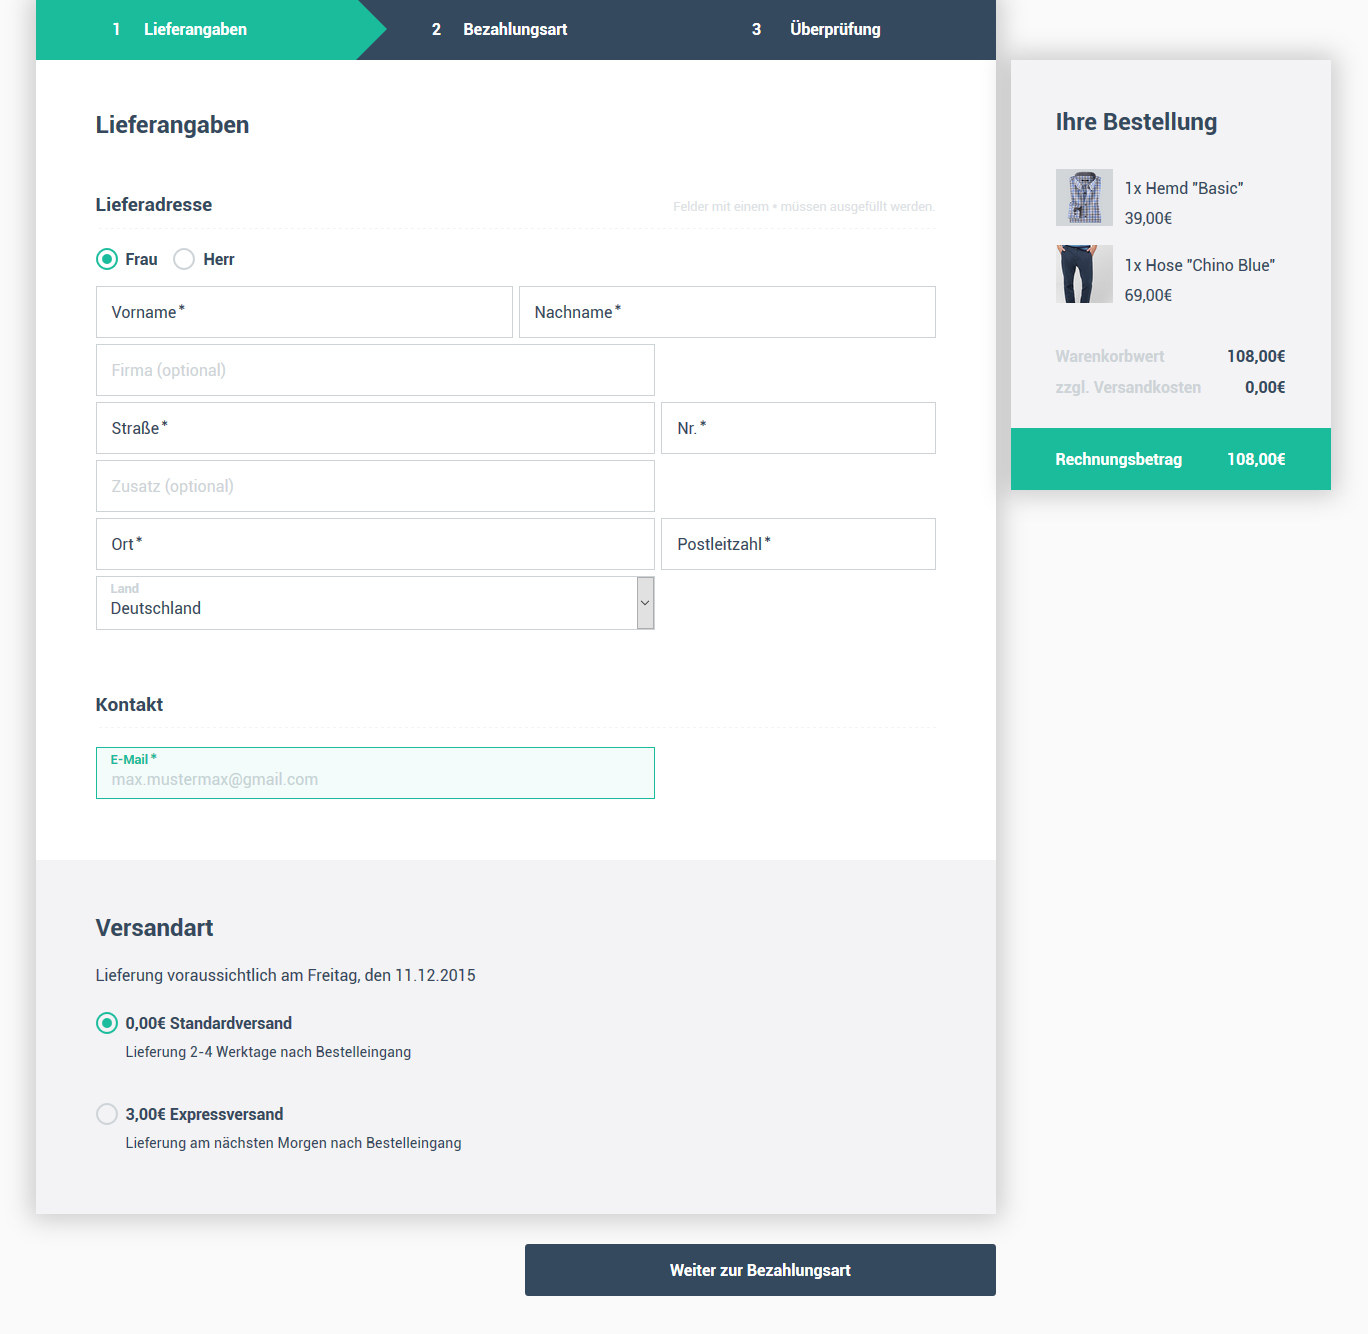 1 Lieferangaben
2 Bezahlungsart
3 Überprüfung
Lieferangaben
Lieferadresse
Felder mit einem * müssen ausgefüllt werden.
Frau
Herr
Vorname*
Nachname*
Firma (optional)
Straße*
Nr.*
Zusatz (optional)
Ort*
Postleitzahl*
Land
Deutschland
Kontakt
E-Mail*
max.mustermax@gmail.com
Versandart
Lieferung voraussichtlich am Freitag, den 11.12.2015
0,00€ Standardversand
Lieferung 2-4 Werktage nach Bestelleingang
3,00€ Expressversand
Lieferung am nächsten Morgen nach Bestelleingang
Weiter zur Bezahlungsart
Ihre Bestellung
1x Hemd "Basic"
39,00€
1x Hose "Chino Blue"
69,00€
Warenkorbwert 108,00€
zzgl. Versandkosten 0,00€
Rechnungsbetrag 108,00€